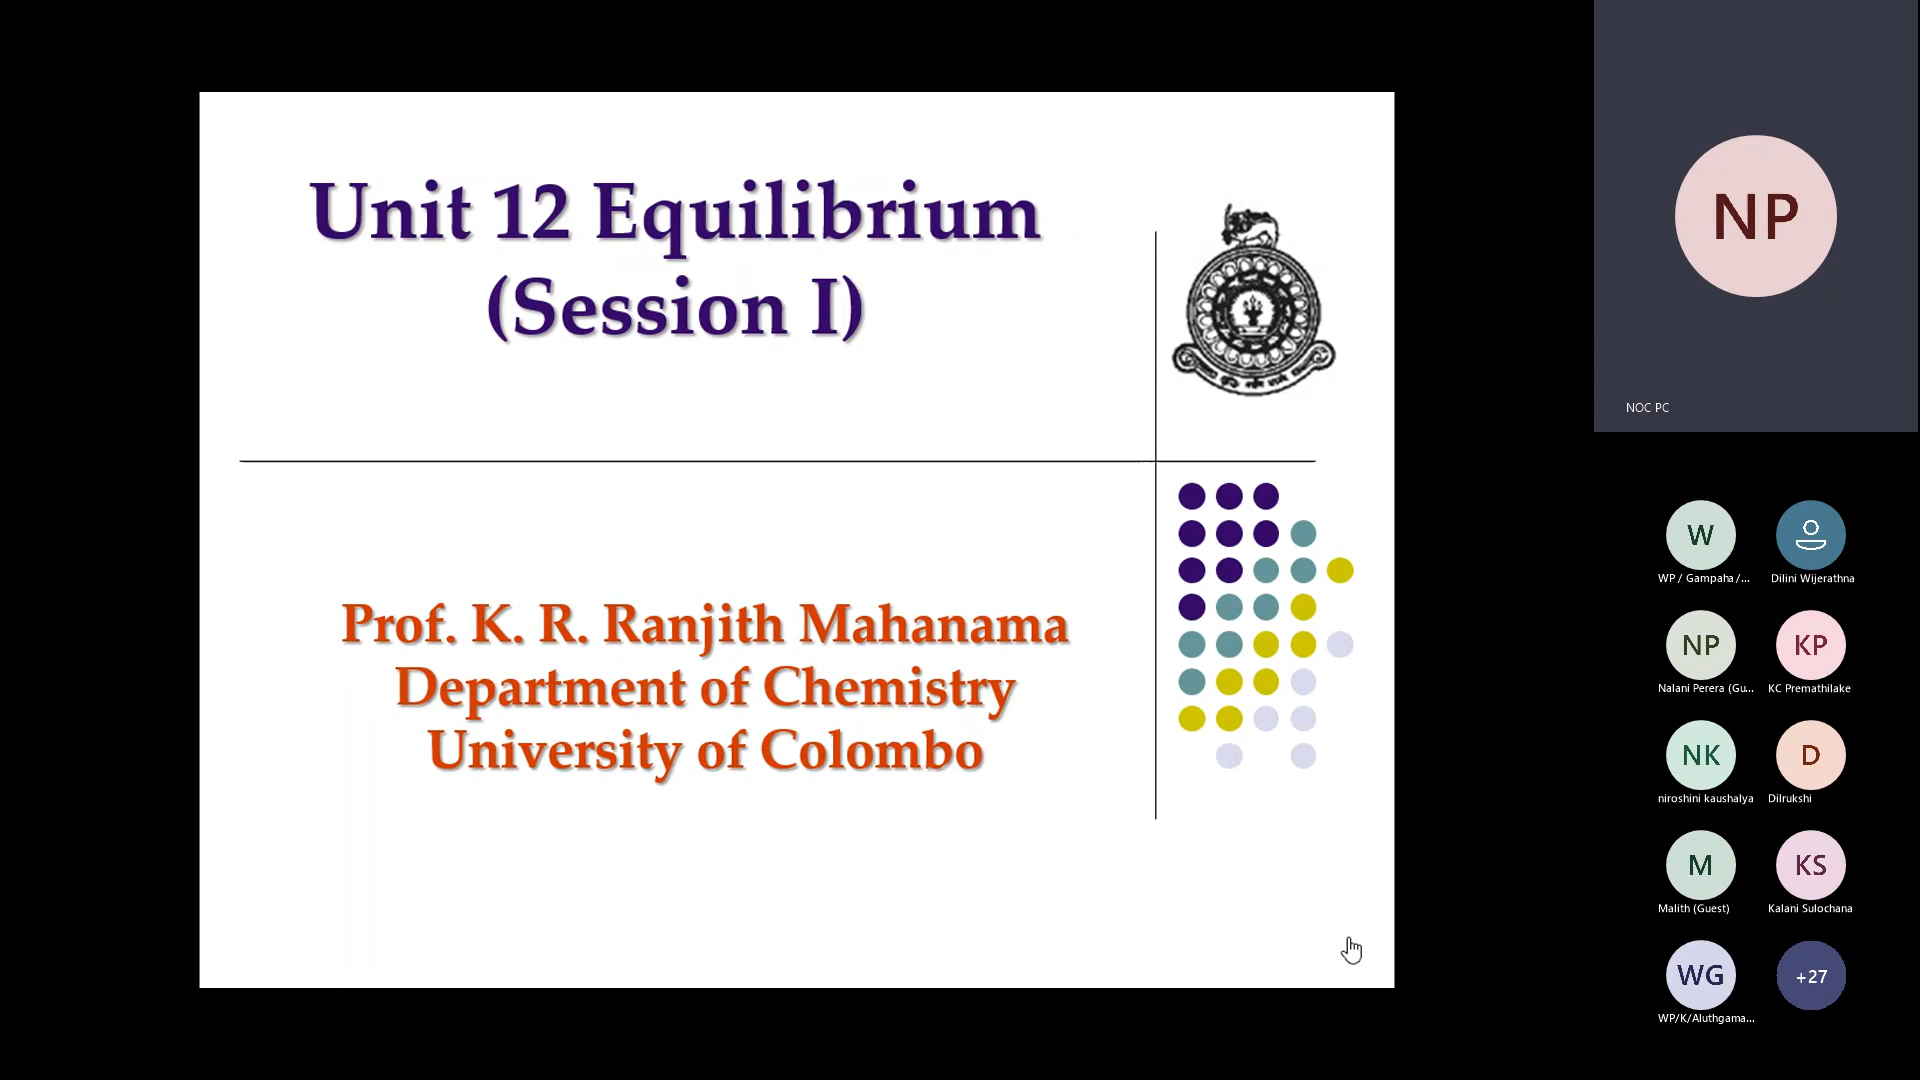 Unit 12 Equilibrium
(Session I)
Prof. K. R. Ranjith Mahanama
Department of Chemistry
University of Colombo
NP
NOC PC
W
WP / Gampaha /...
Dilini Wijerathna
NP
KP
Nalani Perera (Gu...
KC Premathilake
NK
D
niroshini kaushalya
Dilrukshi
M
KS
Malith (Guest)
Kalani Sulochana
WG
+27
WP/K/Aluthgama...